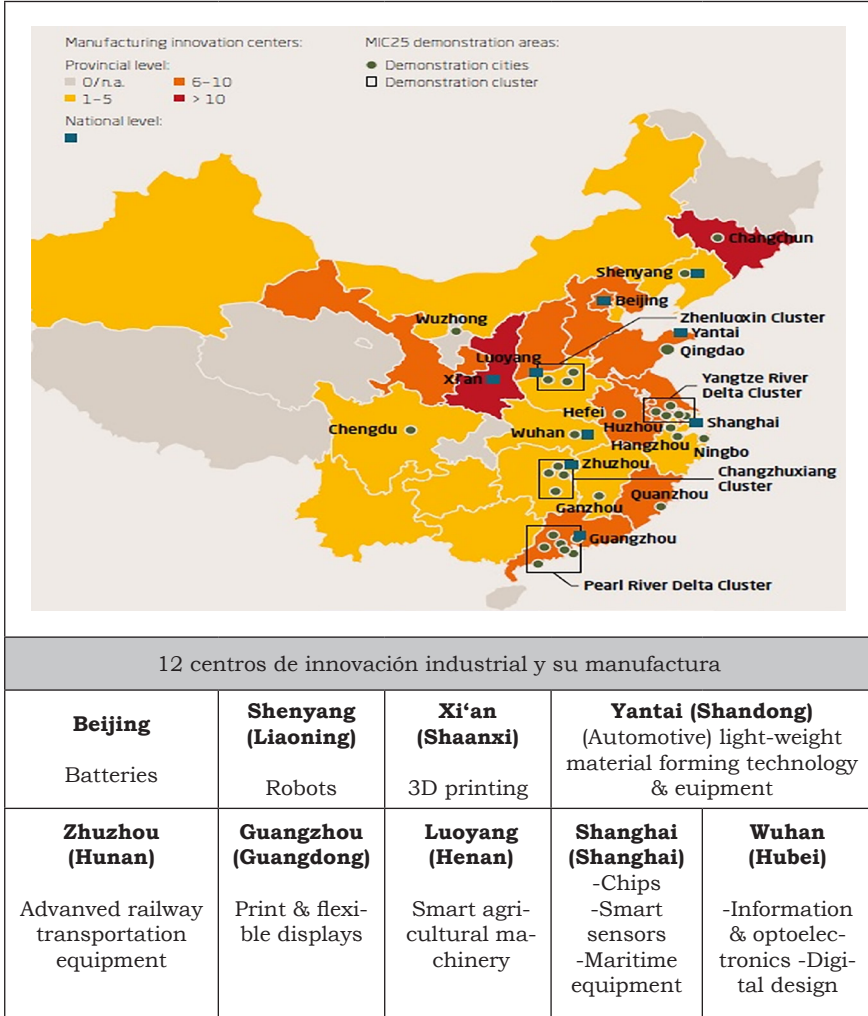 Manufacturing innovation centers:
Provincial level:
0/n.a.
6–10
1–5
> 10
National level:
MIC25 demonstration areas:
Demonstration cities
Demonstration cluster
Changchun
Shenyang
Beijing
Zhenluoxin Cluster
Wuzhong
Yantai
Luoyang
Qingdao
Xi'an
Yangtze River
Delta Cluster
Hefei
Chengdu
Huzhou
Shanghai
Wuhan
Hangzhou
Ningbo
Zhuzhou
Changzhuxiang
Cluster
Quanzhou
Ganzhou
Guangzhou
Pearl River Delta Cluster
12 centros de innovación industrial y su manufactura
Beijing
Batteries
Shenyang
(Liaoning)
Robots
Xi‘an
(Shaanxi)
3D printing
Yantai (Shandong)
(Automotive) light-weight
material forming technology
& euipment
Zhuzhou
(Hunan)
Advanved railway
transportation
equipment
Guangzhou
(Guangdong)
Print & flexi-
ble displays
Luoyang
(Henan)
Smart agri-
cultural ma-
chinery
Shanghai
(Shanghai)
-Chips
-Smart
sensors
-Maritime
equipment
Wuhan
(Hubei)
-Information
& optoelec-
tronics -Digi-
tal design